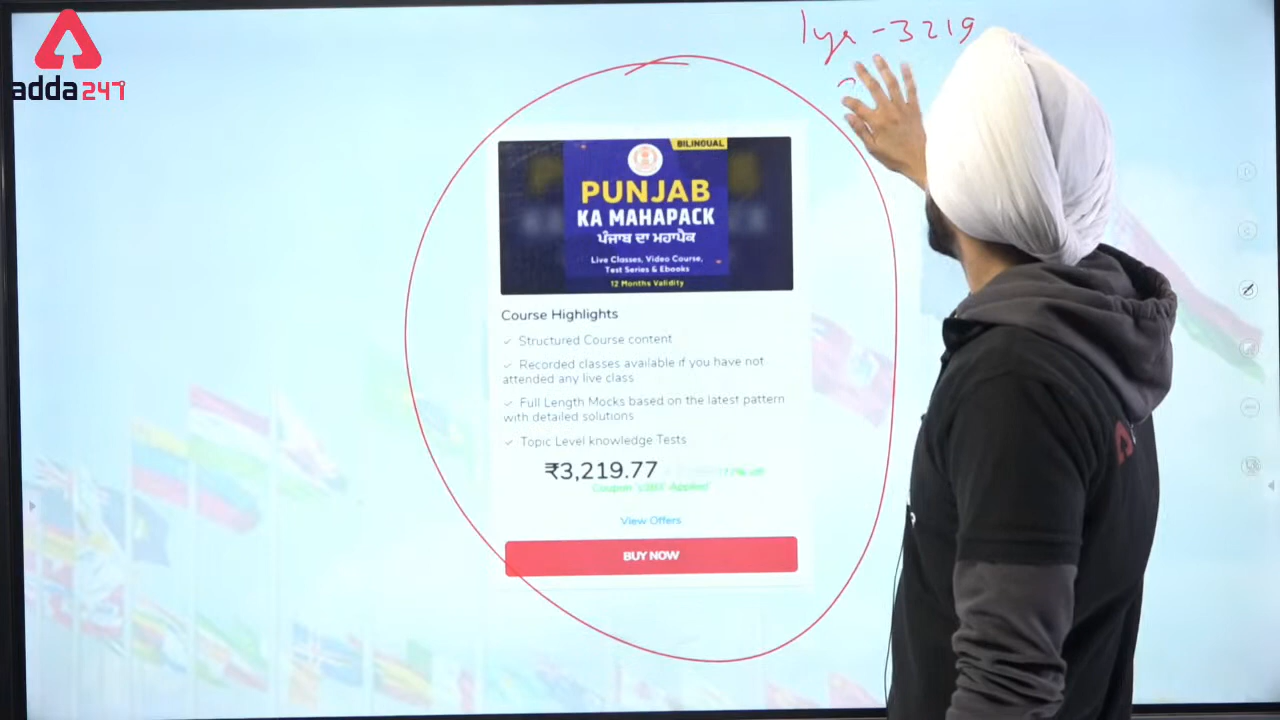 adda247
1yr - 3219
BILINGUAL
PUNJAB
KA MAHAPACK
ਪੰਜਾਬ ਦਾ ਮਹਾਪੈਕ
Live Classes, Video Course,
Test Series & Ebooks
12 Months Validity
Course Highlights
✓ Structured Course content
✓ Recorded classes available if you have not
attended any live class
✓ Full Length Mocks based on the latest pattern
with detailed solutions
✓ Topic Level knowledge Tests
₹3,219.77
View Offers
BUY NOW